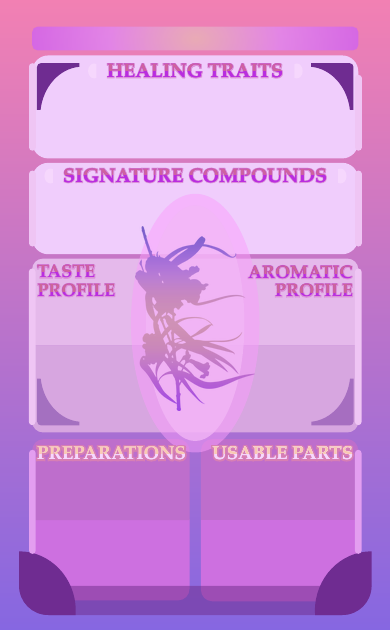 HEALING TRAITS
SIGNATURE COMPOUNDS
TASTE
PROFILE
AROMATIC
PROFILE
PREPARATIONS
USABLE PARTS